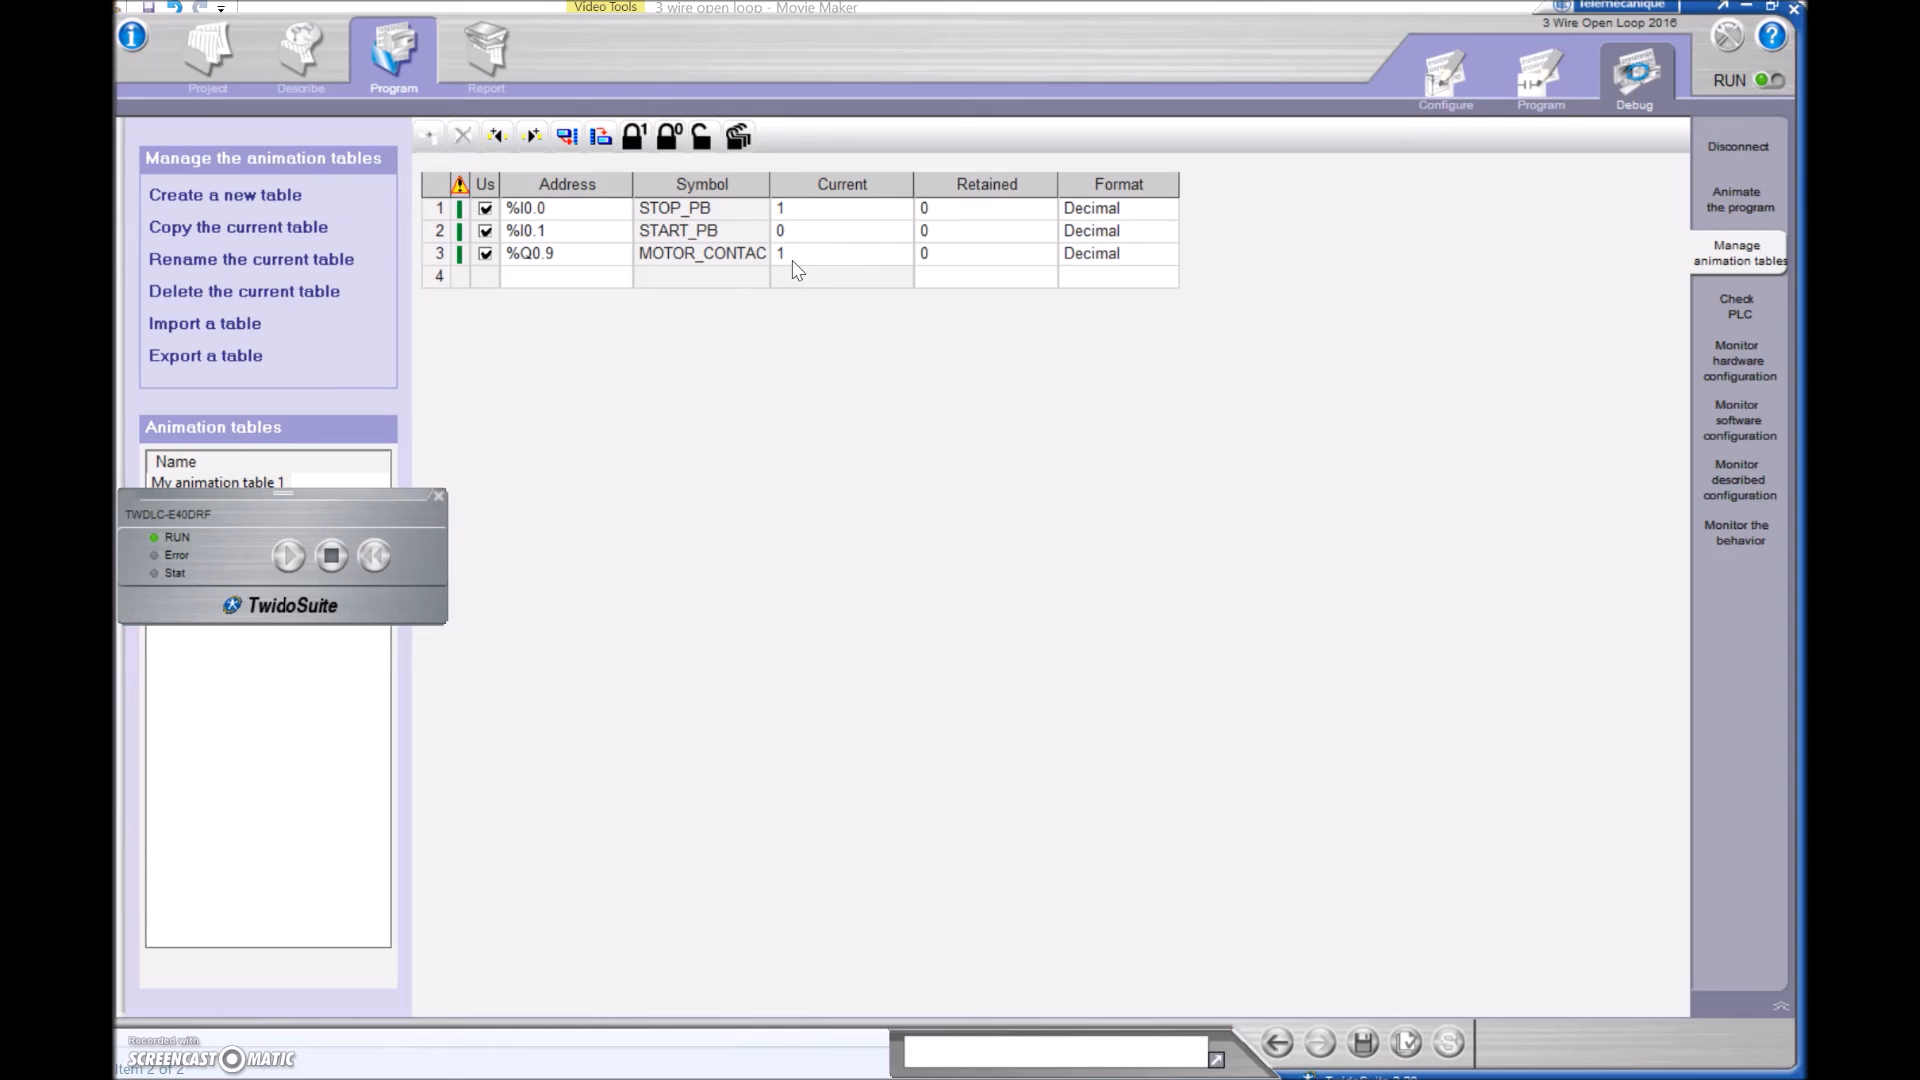 Video Tools 3 wire open loop - Movie Maker
Telemecanique
3 Wire Open Loop 2016
Project Describe Program Report
Configure Program Debug
RUN
Manage the animation tables
Create a new table
Copy the current table
Rename the current table
Delete the current table
Import a table
Export a table
Animation tables
Name
My animation table 1
TWDLC-E40DRF
RUN
Error
Stat
TwidoSuite
Us Address Symbol Current Retained Format
1 %I0.0 STOP_PB 1 0 Decimal
2 %I0.1 START_PB 0 0 Decimal
3 %Q0.9 MOTOR_CONTAC 1 0 Decimal
4
Disconnect
Animate
the program
Manage
animation tables
Check
PLC
Monitor
hardware
configuration
Monitor
software
configuration
Monitor
described
configuration
Monitor the
behavior
Recorded with
SCREENCAST MATIC
Item 2 of 2